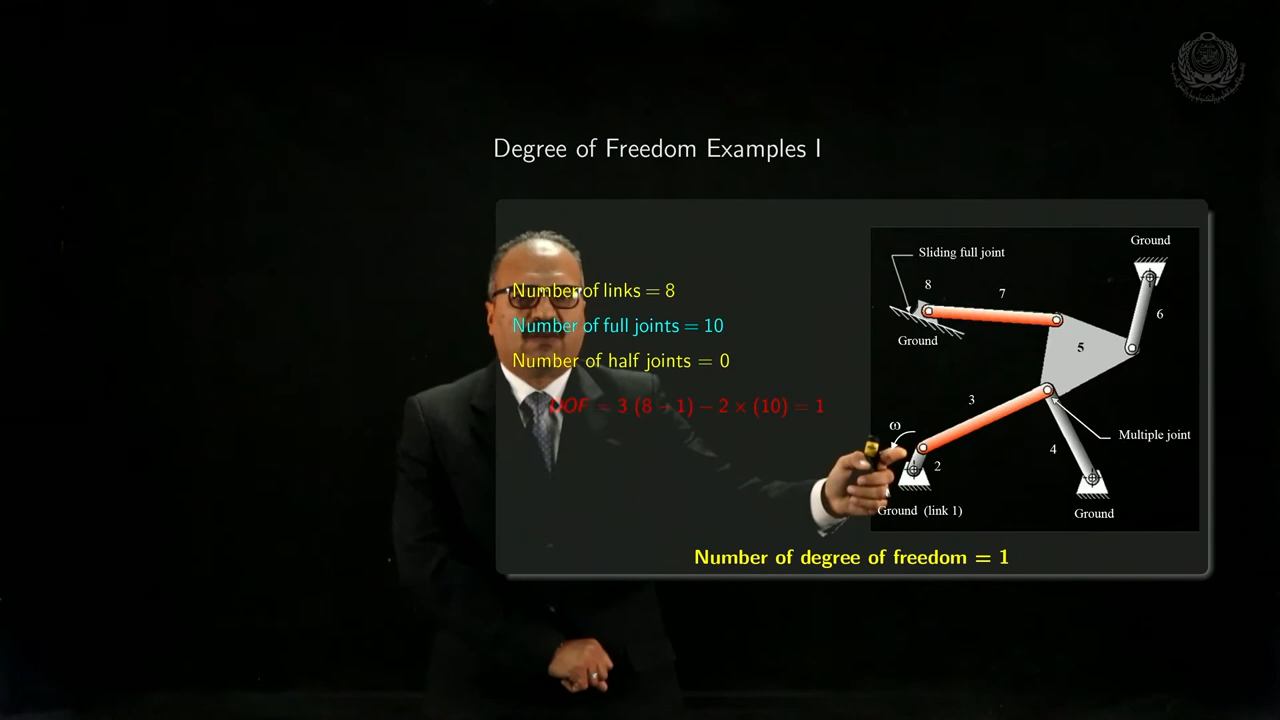 Degree of Freedom Examples I
Number of links = 8
Number of full joints = 10
Number of half joints = 0
DOF = 3 (8 − 1) − 2 × (10) = 1
Sliding full joint
Ground
8
7
6
Ground
5
3
ω
Multiple joint
4
2
Ground (link 1)
Ground
Number of degree of freedom = 1